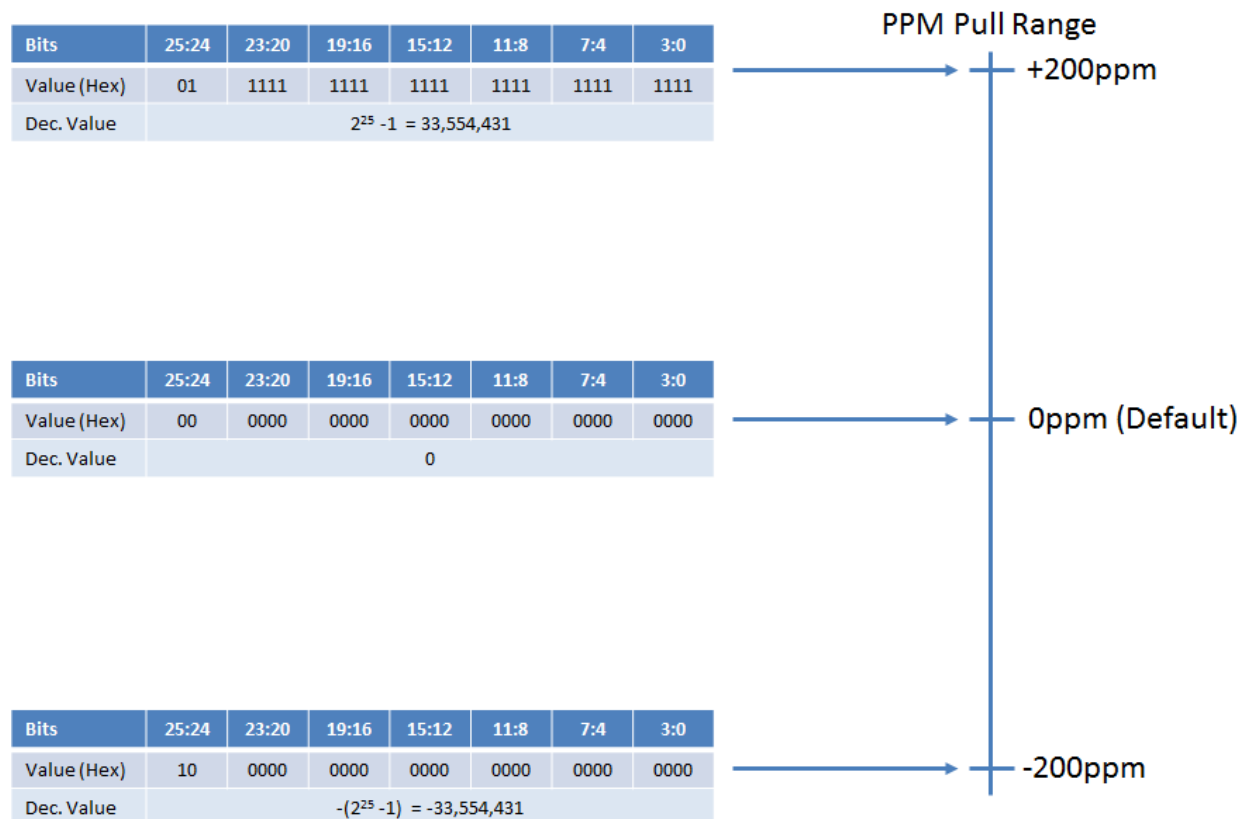 PPM Pull Range
Bits 25:24 23:20 19:16 15:12 11:8 7:4 3:0
Value (Hex) 01 1111 1111 1111 1111 1111 1111
Dec. Value 2²⁵ -1 = 33,554,431
+200ppm
Bits 25:24 23:20 19:16 15:12 11:8 7:4 3:0
Value (Hex) 00 0000 0000 0000 0000 0000 0000
Dec. Value 0
0ppm (Default)
Bits 25:24 23:20 19:16 15:12 11:8 7:4 3:0
Value (Hex) 10 0000 0000 0000 0000 0000 0000
Dec. Value -(2²⁵ -1) = -33,554,431
-200ppm